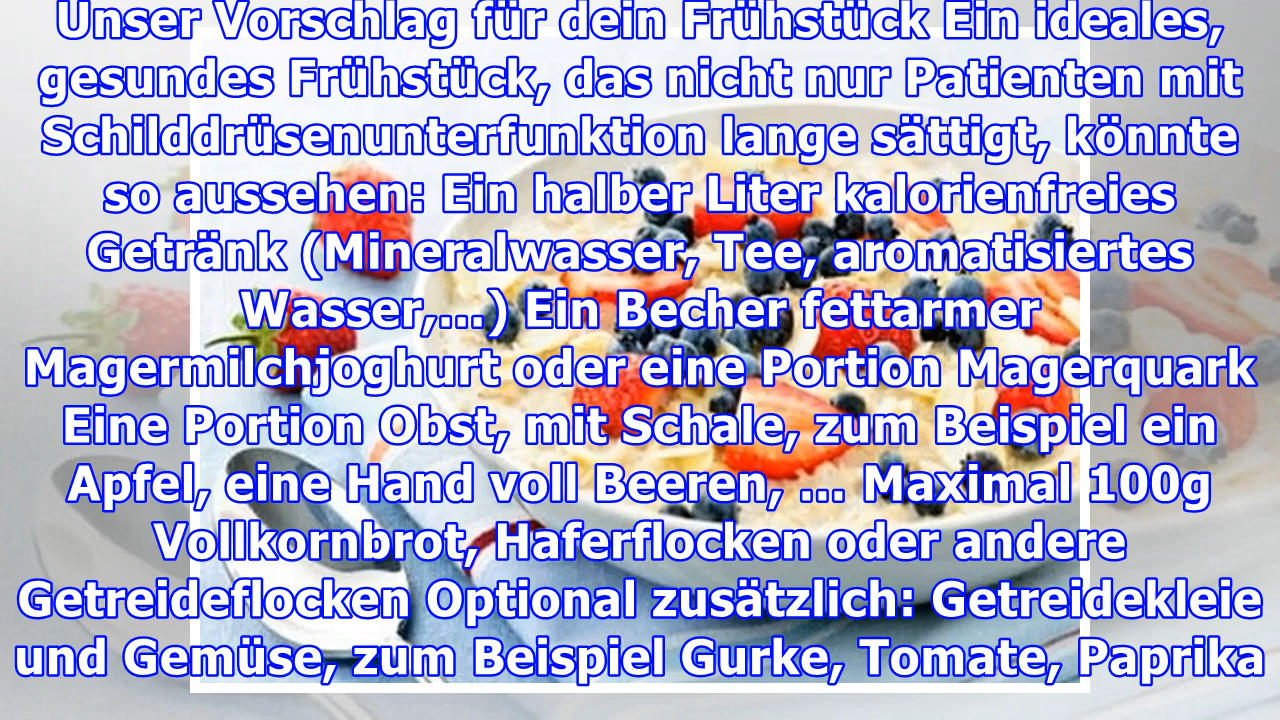 Unser Vorschlag für dein Frühstück Ein ideales,
gesundes Frühstück, das nicht nur Patienten mit
Schilddrüsenunterfunktion lange sättigt, könnte
so aussehen: Ein halber Liter kalorienfreies
Getränk (Mineralwasser, Tee, aromatisiertes
Wasser,...) Ein Becher fettarmer
Magermilchjoghurt oder eine Portion Magerquark
Eine Portion Obst, mit Schale, zum Beispiel ein
Apfel, eine Hand voll Beeren, ... Maximal 100g
Vollkornbrot, Haferflocken oder andere
Getreideflocken Optional zusätzlich: Getreidekleie
und Gemüse, zum Beispiel Gurke, Tomate, Paprika